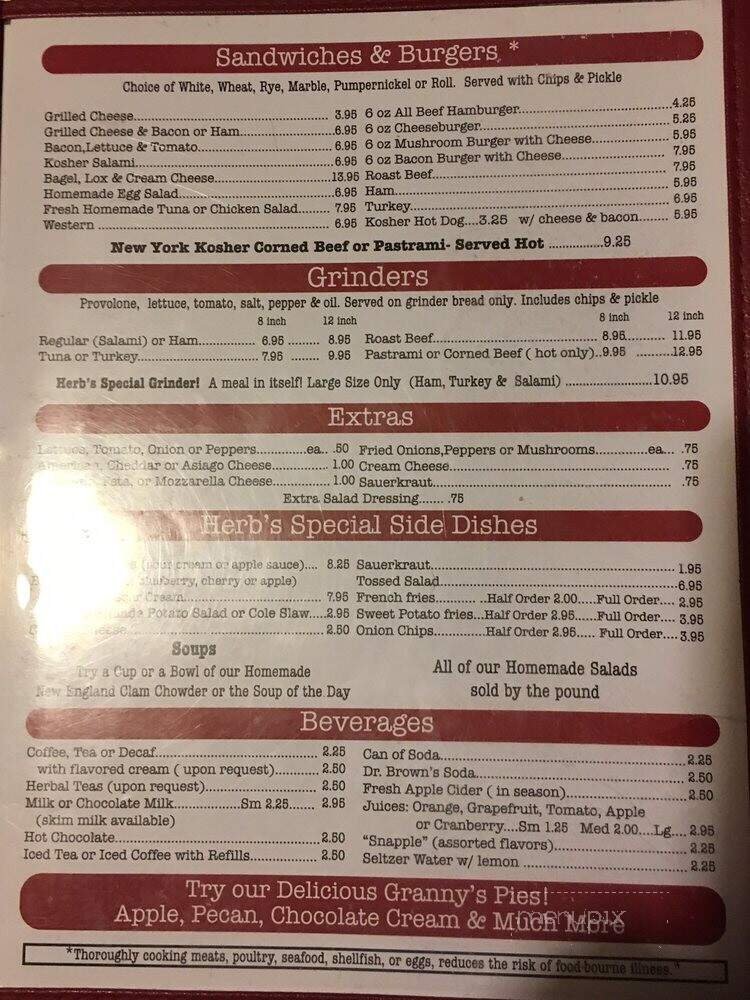 Sandwiches & Burgers *
Choice of White, Wheat, Rye, Marble, Pumpernickel or Roll. Served with Chips & Pickle
Grilled Cheese.................. 3.95
Grilled Cheese & Bacon or Ham.................. 6.95
Bacon,Lettuce & Tomato.................. 6.95
Kosher Salami.................. 6.95
Bagel, Lox & Cream Cheese.................. 13.95
Homemade Egg Salad.................. 6.95
Fresh Homemade Tuna or Chicken Salad......... 7.95
Western .................. 6.95
6 oz All Beef Hamburger.................. 4.25
6 oz Cheeseburger.................. 5.25
6 oz Mushroom Burger with Cheese.................. 5.95
6 oz Bacon Burger with Cheese.................. 7.95
Roast Beef.................. 7.95
Ham.................. 5.95
Turkey.................. 6.95
Kosher Hot Dog....3.25 w/ cheese & bacon........ 5.95
New York Kosher Corned Beef or Pastrami- Served Hot ...............9.25
Grinders
Provolone, lettuce, tomato, salt, pepper & oil. Served on grinder bread only. Includes chips & pickle
8 inch 12 inch
Regular (Salami) or Ham............... 6.95 ......... 8.95
Tuna or Turkey.................. 7.95 ......... 9.95
8 inch 12 inch
Roast Beef.................. 8.95............ 11.95
Pastrami or Corned Beef ( hot only)..9.95 ...........12.95
Herb's Special Grinder! A meal in itself! Large Size Only (Ham, Turkey & Salami) ........................10.95
Extras
Lettuce, Tomato, Onion or Peppers..............ea.. .50
American, Cheddar or Asiago Cheese............. 1.00
Feta, or Mozzarella Cheese............. 1.00
Fried Onions,Peppers or Mushrooms..............ea... .75
Cream Cheese.................. .75
Sauerkraut.................. .75
Extra Salad Dressing....... .75
Herb's Special Side Dishes
(sour cream or apple sauce).... 8.25
blueberry, cherry or apple)
Sour Cream.................. 7.95
Potato Salad or Cole Slaw.....2.95
.................. 2.50
Sauerkraut.................. 1.95
Tossed Salad..................6.95
French fries.......... ..Half Order 2.00.....Full Order.... 2.95
Sweet Potato fries...Half Order 2.95.....Full Order.... 3.95
Onion Chips.............Half Order 2.95..... Full Order.... 3.95
Soups
Try a Cup or a Bowl of our Homemade
New England Clam Chowder or the Soup of the Day
All of our Homemade Salads
sold by the pound
Beverages
Coffee, Tea or Decaf.................. 2.25
with flavored cream ( upon request)............ 2.50
Herbal Teas (upon request).................. 2.50
Milk or Chocolate Milk.................Sm 2.25....... 2.95
(skim milk available)
Hot Chocolate..................2.50
Iced Tea or Iced Coffee with Refills................. 2.50
Can of Soda..................2.25
Dr. Brown's Soda.................. 2.50
Fresh Apple Cider ( in season)..................2.50
Juices: Orange, Grapefruit, Tomato, Apple
or Cranberry....Sm 1.25 Med 2.00....Lg.... 2.95
“Snapple” (assorted flavors).................. 2.25
Seltzer Water w/ lemon .................. 2.25
Try our Delicious Granny's Pies!
Apple, Pecan, Chocolate Cream & Much More
menupix
*Thoroughly cooking meats, poultry, seafood, shellfish, or eggs, reduces the risk of food-bourne illness.*